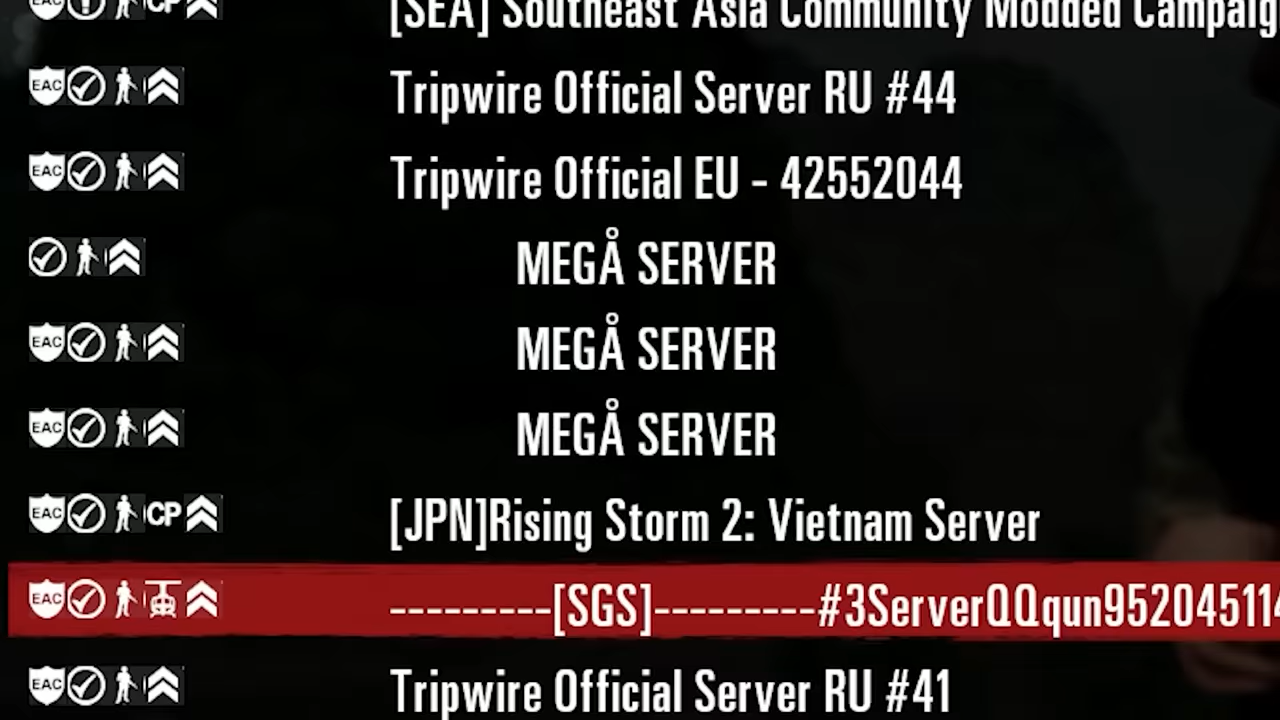 EAC CP [SEA] Southeast Asia Community Modded Campaig
EAC Tripwire Official Server RU #44
EAC Tripwire Official EU - 42552044
MEGÅ SERVER
EAC MEGÅ SERVER
EAC MEGÅ SERVER
EAC CP [JPN]Rising Storm 2: Vietnam Server
EAC ---------[SGS]---------#3ServerQQqun952045114
EAC Tripwire Official Server RU #41